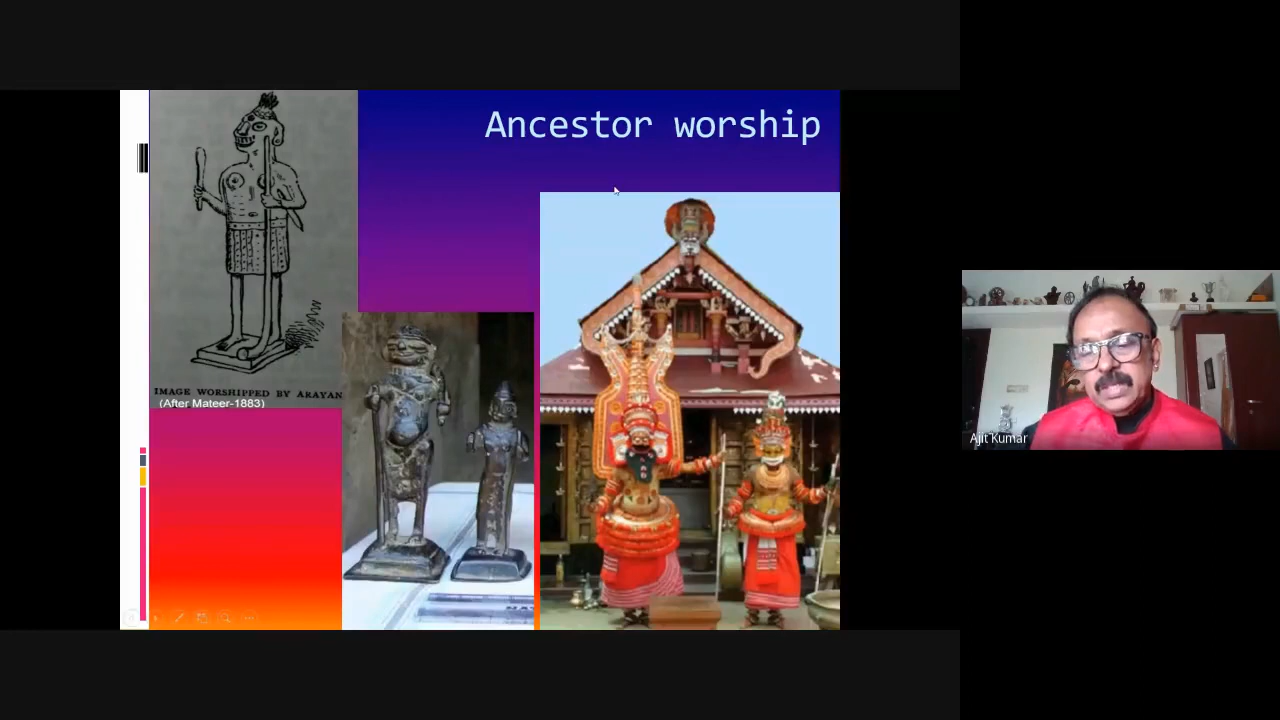 Ancestor worship
IMAGE WORSHIPPED BY ARAYAN
(After Mateer-1883)
Ajit Kumar